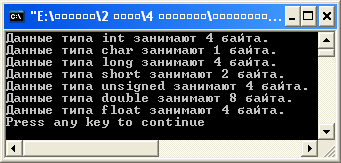 "E:\□□□□□□□\2 □□□□\4 □□□□□□□\□□□□□□□□□...
Данные типа int занимают 4 байта.
Данные типа char занимают 1 байта.
Данные типа long занимают 4 байта.
Данные типа short занимают 2 байта.
Данные типа unsigned занимают 4 байта.
Данные типа double занимают 8 байта.
Данные типа float занимают 4 байта.
Press any key to continue